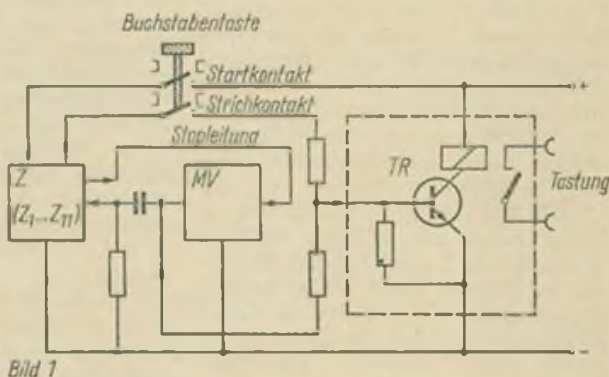 Buchstabentaste
Startkontakt
Strichkontakt
Stopleitung
Z
(Z1...Z11)
MV
TR
Tastung
+
-
Bild 1